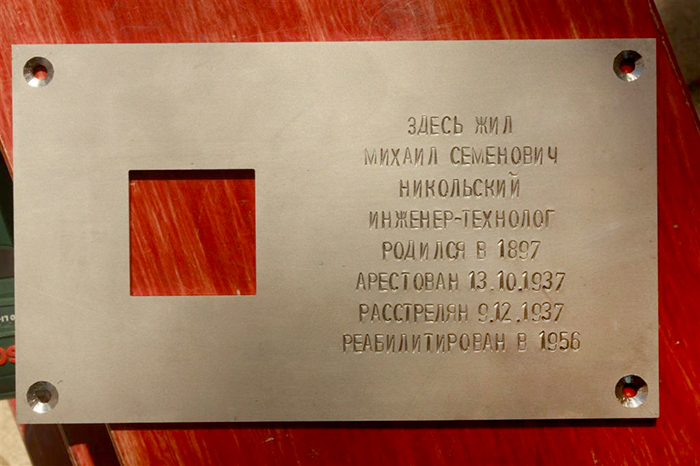 ЗДЕСЬ ЖИЛ
МИХАИЛ СЕМЕНОВИЧ
НИКОЛЬСКИЙ
ИНЖЕНЕР-ТЕХНОЛОГ
РОДИЛСЯ В 1897
АРЕСТОВАН 13.10.1937
РАССТРЕЛЯН 9.12.1937
РЕАБИЛИТИРОВАН В 1956